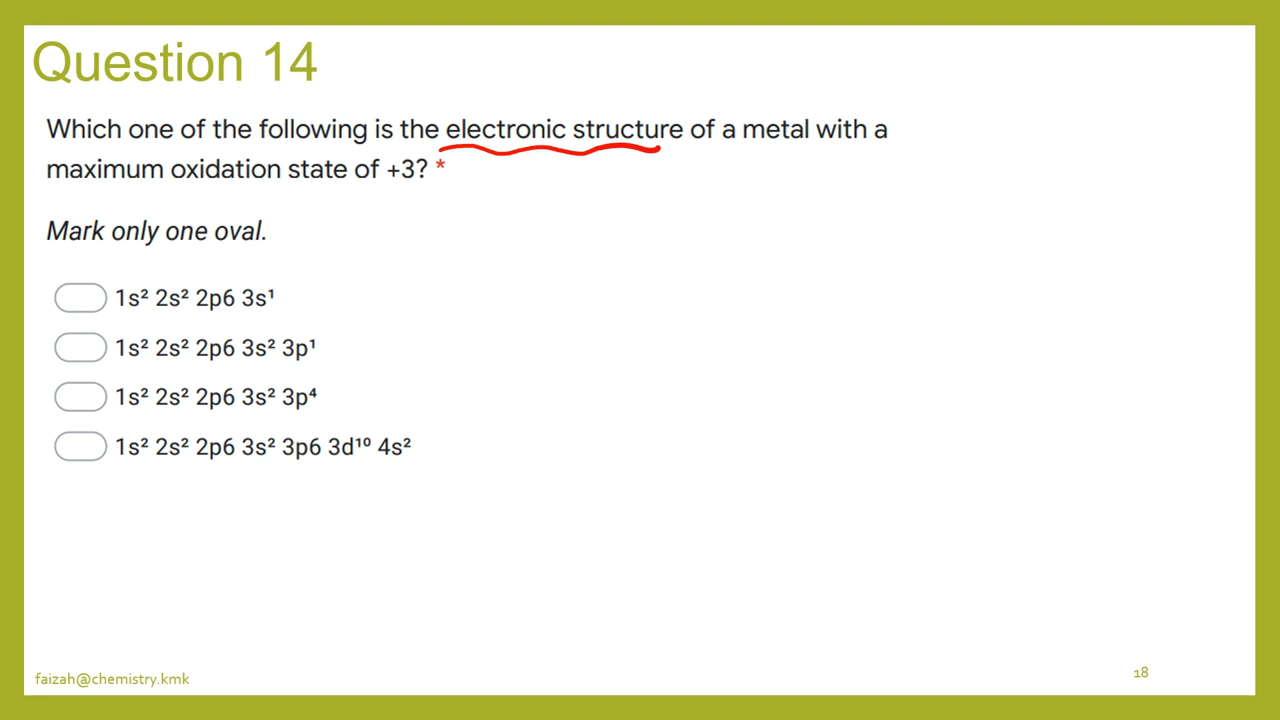 Question 14
Which one of the following is the electronic structure of a metal with a
maximum oxidation state of +3? *
Mark only one oval.
1s² 2s² 2p6 3s¹
1s² 2s² 2p6 3s² 3p¹
1s² 2s² 2p6 3s² 3p⁴
1s² 2s² 2p6 3s² 3p6 3d¹⁰ 4s²
faizah@chemistry.kmk
18